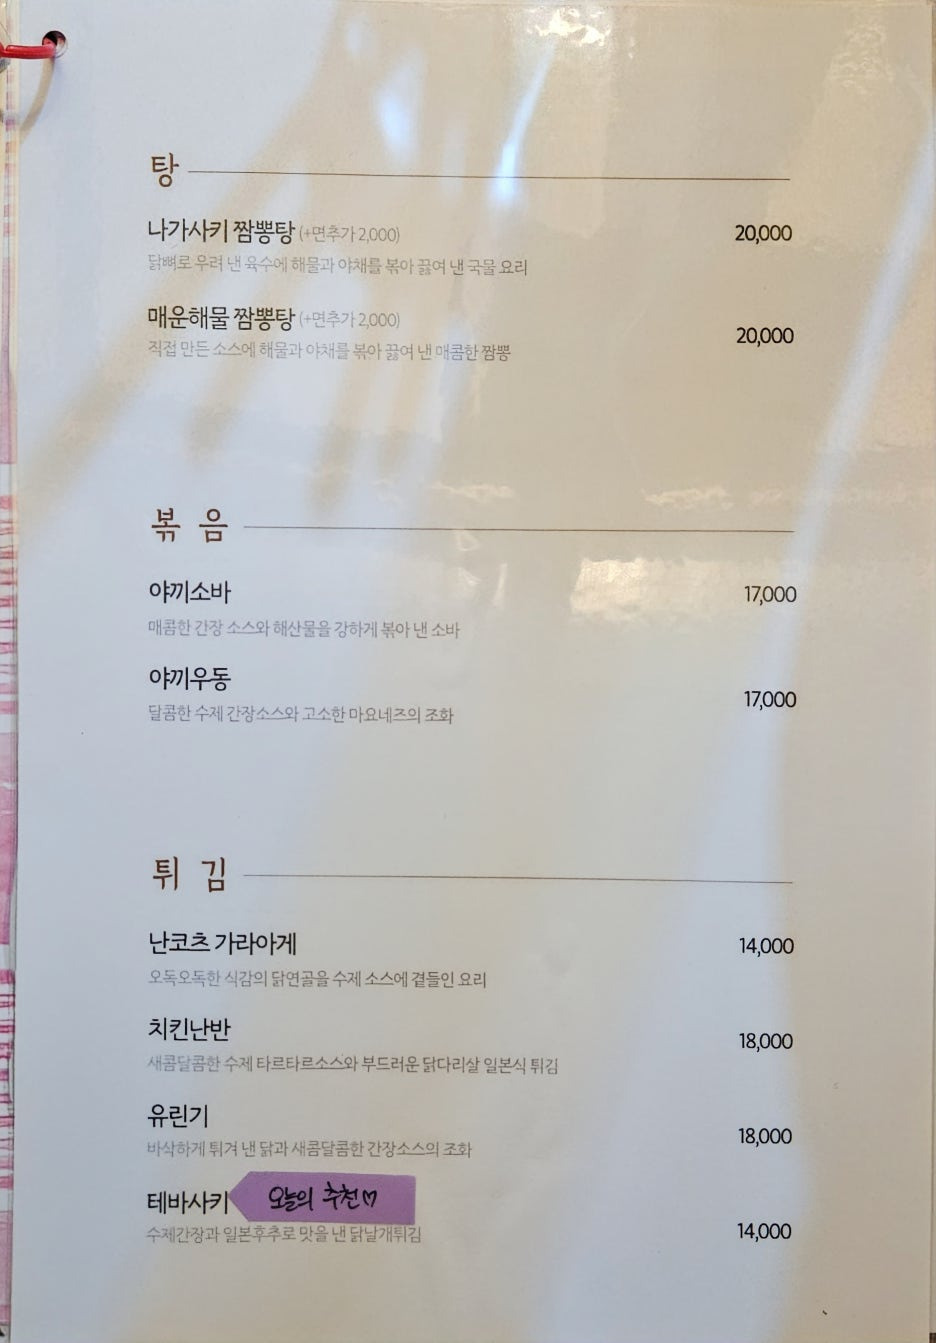 탕
나가사키 짬뽕탕 (+면추가 2,000) 20,000
닭뼈로 우려 낸 육수에 해물과 야채를 볶아 끓여 낸 국물 요리
매운해물 짬뽕탕 (+면추가 2,000) 20,000
직접 만든 소스에 해물과 야채를 볶아 끓여 낸 매콤한 짬뽕
볶음
야끼소바 17,000
매콤한 간장 소스와 해산물을 강하게 볶아 낸 소바
야끼우동 17,000
달콤한 수제 간장소스와 고소한 마요네즈의 조화
튀김
난코츠 가라아게 14,000
오독오독한 식감의 닭연골을 수제 소스에 곁들인 요리
치킨난반 18,000
새콤달콤한 수제 타르타르소스와 부드러운 닭다리살 일본식 튀김
유린기 18,000
바삭하게 튀겨 낸 닭과 새콤달콤한 간장소스의 조화
테바사키 오늘의 추천♡ 14,000
수제간장과 일본후추로 맛을 낸 닭날개튀김